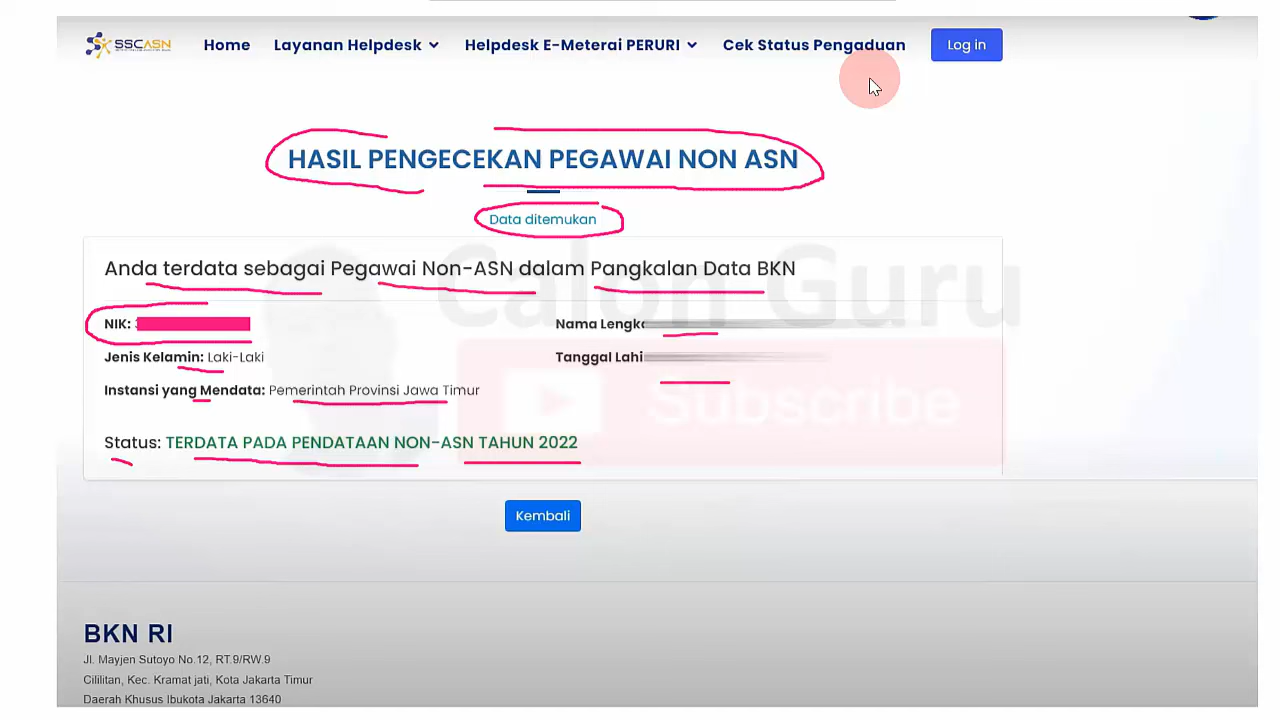 SSCASN
Home Layanan Helpdesk Helpdesk E-Meterai PERURI Cek Status Pengaduan Log in
HASIL PENGECEKAN PEGAWAI NON ASN
Data ditemukan
Anda terdata sebagai Pegawai Non-ASN dalam Pangkalan Data BKN
Calon Guru
NIK: Nama
Jenis Kelamin: Laki-Laki Tanggal
Instansi yang Mendata: Pemerintah Provinsi Jawa Timur
Subscribe
Status: TERDATA PADA PENDATAAN NON-ASN TAHUN 2022
Kembali
BKN RI
Jl. Mayjen Sutoyo No.12, RT.9/RW.9
Cililitan, Kec. Kramat jati, Kota Jakarta Timur
Daerah Khusus Ibukota Jakarta 13640